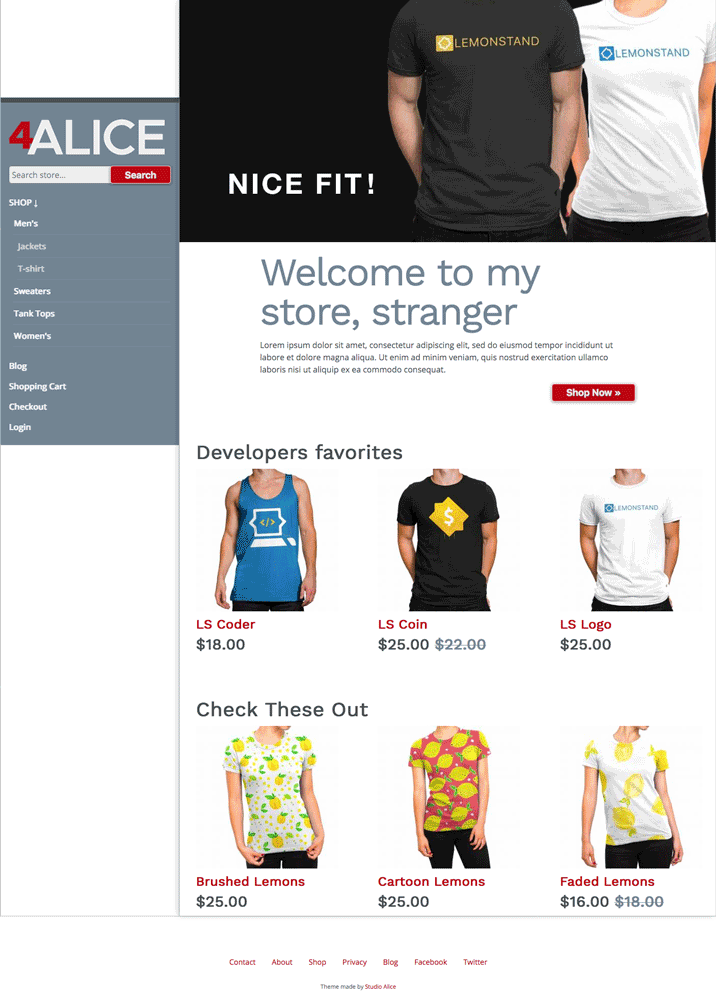 LEMONSTAND
LEMONSTAND
NICE FIT!
4ALICE
Search store...
Search
SHOP ↓
Men's
Jackets
T-shirt
Sweaters
Tank Tops
Women's
Blog
Shopping Cart
Checkout
Login
Welcome to my
store, stranger
Lorem ipsum dolor sit amet, consectetur adipiscing elit, sed do eiusmod tempor incididunt ut
labore et dolore magna aliqua. Ut enim ad minim veniam, quis nostrud exercitation ullamco
laboris nisi ut aliquip ex ea commodo consequat.
Shop Now »
Developers favorites
</>
$
LEMONSTAND
LS Coder
$18.00
LS Coin
$25.00 $22.00
LS Logo
$25.00
Check These Out
Brushed Lemons
$25.00
Cartoon Lemons
$25.00
Faded Lemons
$16.00 $18.00
Contact About Shop Privacy Blog Facebook Twitter
Theme made by Studio Alice